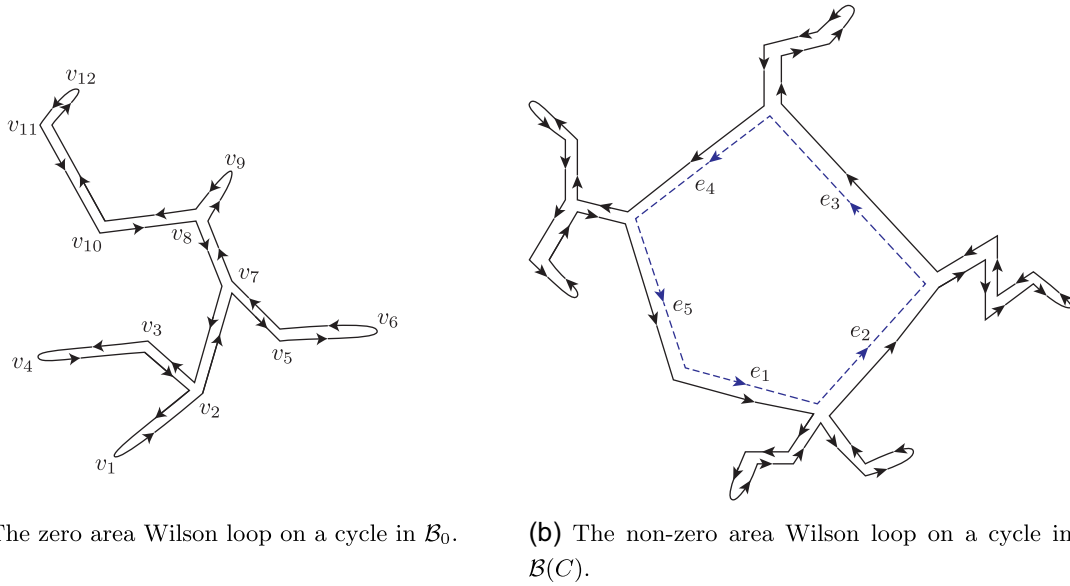 v12
v11
v9
v10
v8
v7
v3
v6
v4
v5
v2
v1
e4
e3
e5
e2
e1
The zero area Wilson loop on a cycle in 𝓑0.
(b) The non-zero area Wilson loop on a cycle in
𝓑(C).